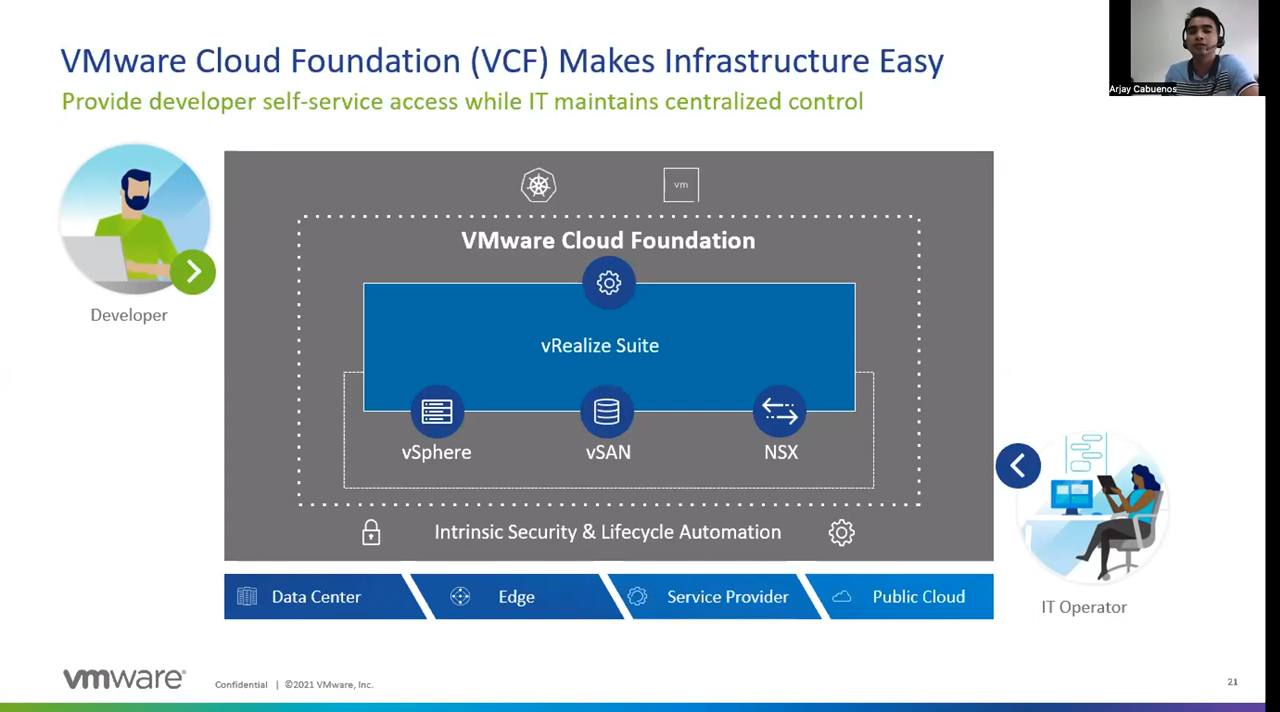 VMware Cloud Foundation (VCF) Makes Infrastructure Easy
Provide developer self-service access while IT maintains centralized control
Arjay Cabuenos
Developer
vm
VMware Cloud Foundation
vRealize Suite
vSphere
vSAN
NSX
Intrinsic Security & Lifecycle Automation
Data Center
Edge
Service Provider
Public Cloud
IT Operator
vmware®
Confidential | ©2021 VMware, Inc.
21